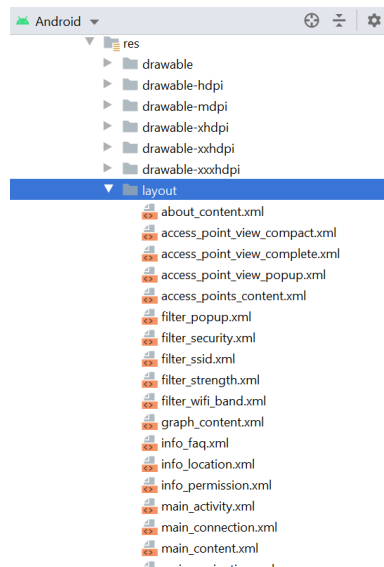 Android
res
drawable
drawable-hdpi
drawable-mdpi
drawable-xhdpi
drawable-xxhdpi
drawable-xxxhdpi
layout
about_content.xml
access_point_view_compact.xml
access_point_view_complete.xml
access_point_view_popup.xml
access_points_content.xml
filter_popup.xml
filter_security.xml
filter_ssid.xml
filter_strength.xml
filter_wifi_band.xml
graph_content.xml
info_faq.xml
info_location.xml
info_permission.xml
main_activity.xml
main_connection.xml
main_content.xml